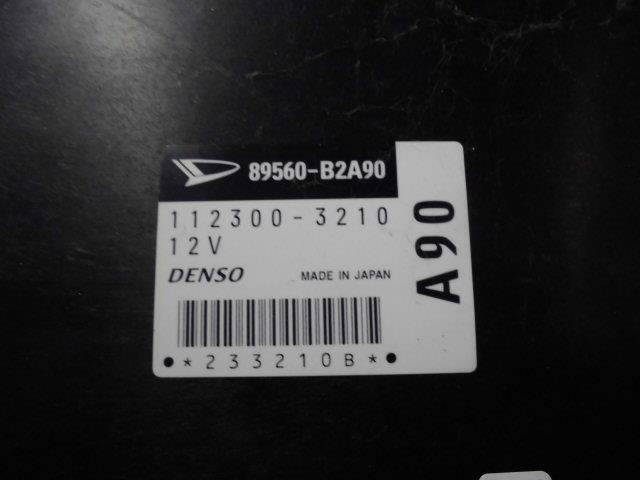 89560-B2A90
112300-3210
12V
DENSO MADE IN JAPAN
*233210B*
A90